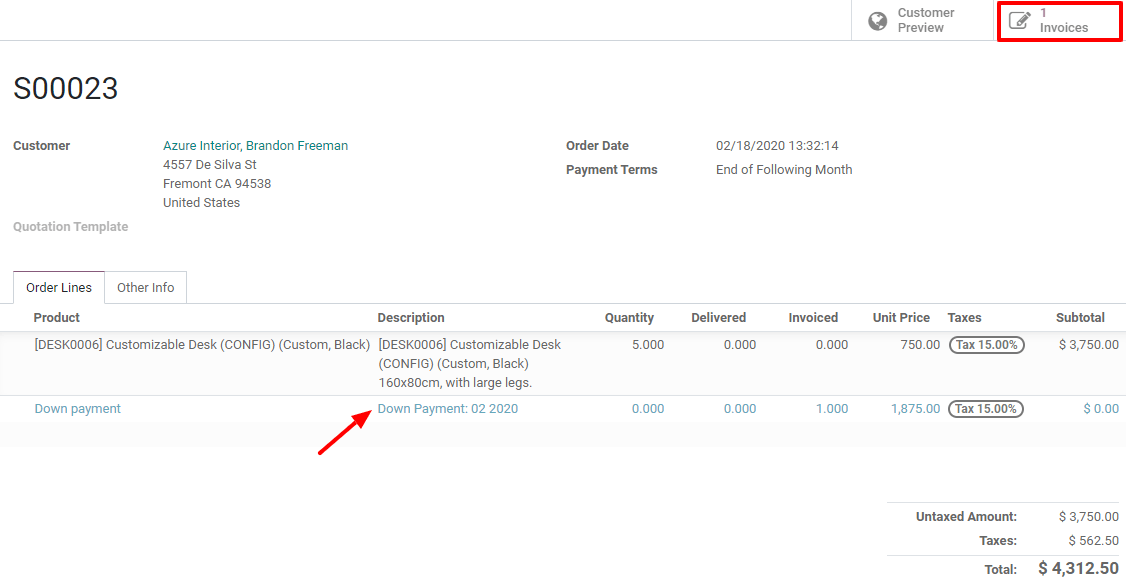 Customer Preview
1 Invoices
S00023
Customer
Azure Interior, Brandon Freeman
4557 De Silva St
Fremont CA 94538
United States
Order Date 02/18/2020 13:32:14
Payment Terms End of Following Month
Quotation Template
Order Lines Other Info
Product Description Quantity Delivered Invoiced Unit Price Taxes Subtotal
[DESK0006] Customizable Desk (CONFIG) (Custom, Black) [DESK0006] Customizable Desk 5.000 0.000 0.000 750.00 Tax 15.00% $ 3,750.00
(CONFIG) (Custom, Black)
160x80cm, with large legs.
Down payment Down Payment: 02 2020 0.000 0.000 1.000 1,875.00 Tax 15.00% $ 0.00
Untaxed Amount: $ 3,750.00
Taxes: $ 562.50
Total: $ 4,312.50